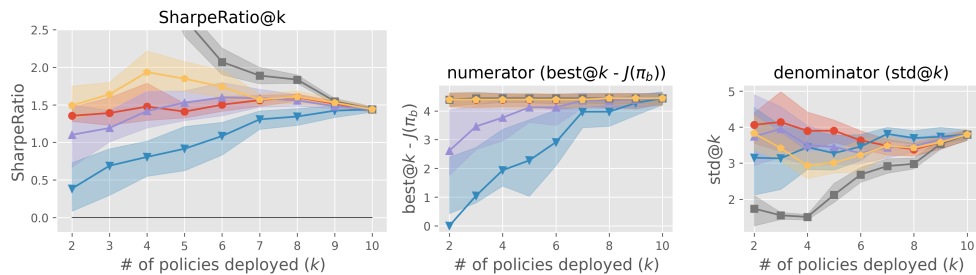 SharpeRatio@k
SharpeRatio
2.5
2.0
1.5
1.0
0.5
0.0
2 3 4 5 6 7 8 9 10
# of policies deployed (k)
numerator (best@k - J(π_b))
best@k - J(π_b)
4
3
2
1
0
2 4 6 8 10
# of policies deployed (k)
denominator (std@k)
std@k
5
4
3
2
2 4 6 8 10
# of policies deployed (k)